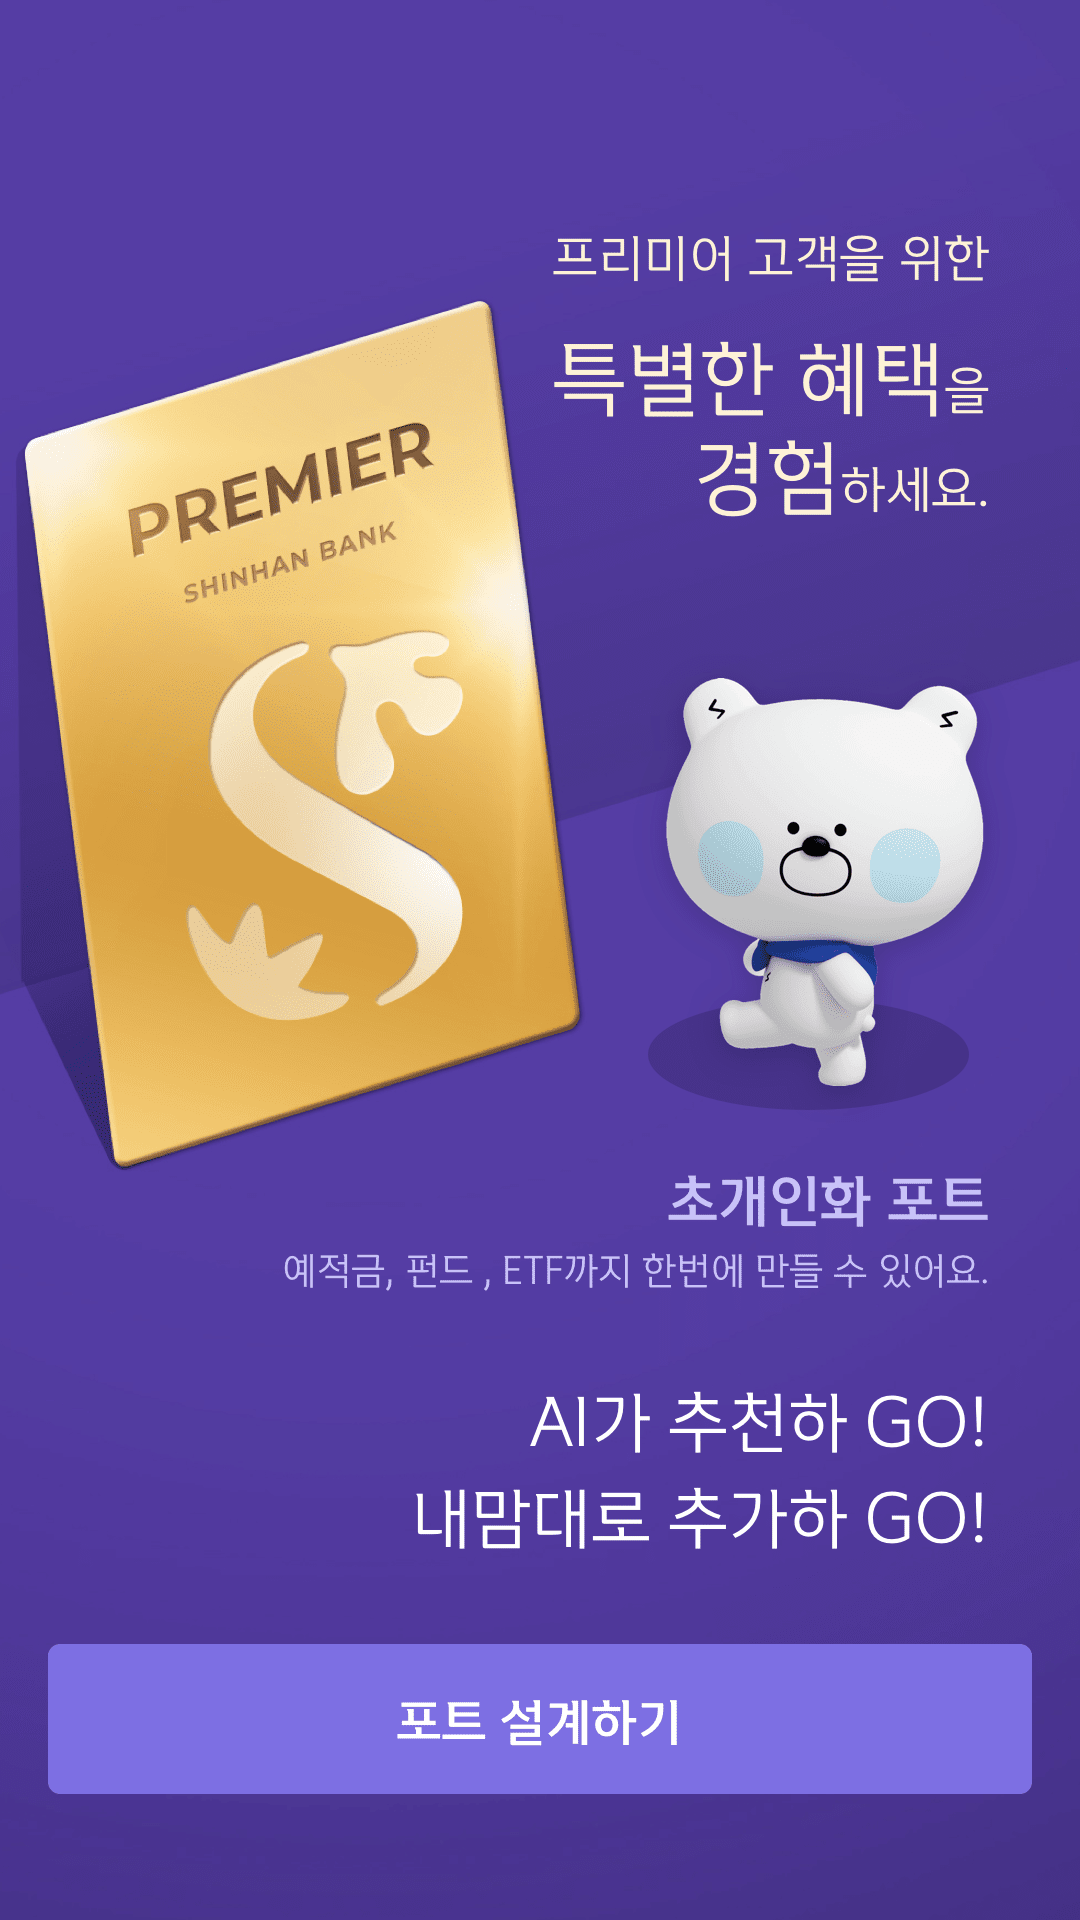 프리미어 고객을 위한
특별한 혜택을
경험하세요.
PREMIER
SHINHAN BANK
초개인화 포트
예적금, 펀드 , ETF까지 한번에 만들 수 있어요.
AI가 추천하 GO!
내맘대로 추가하 GO!
포트 설계하기